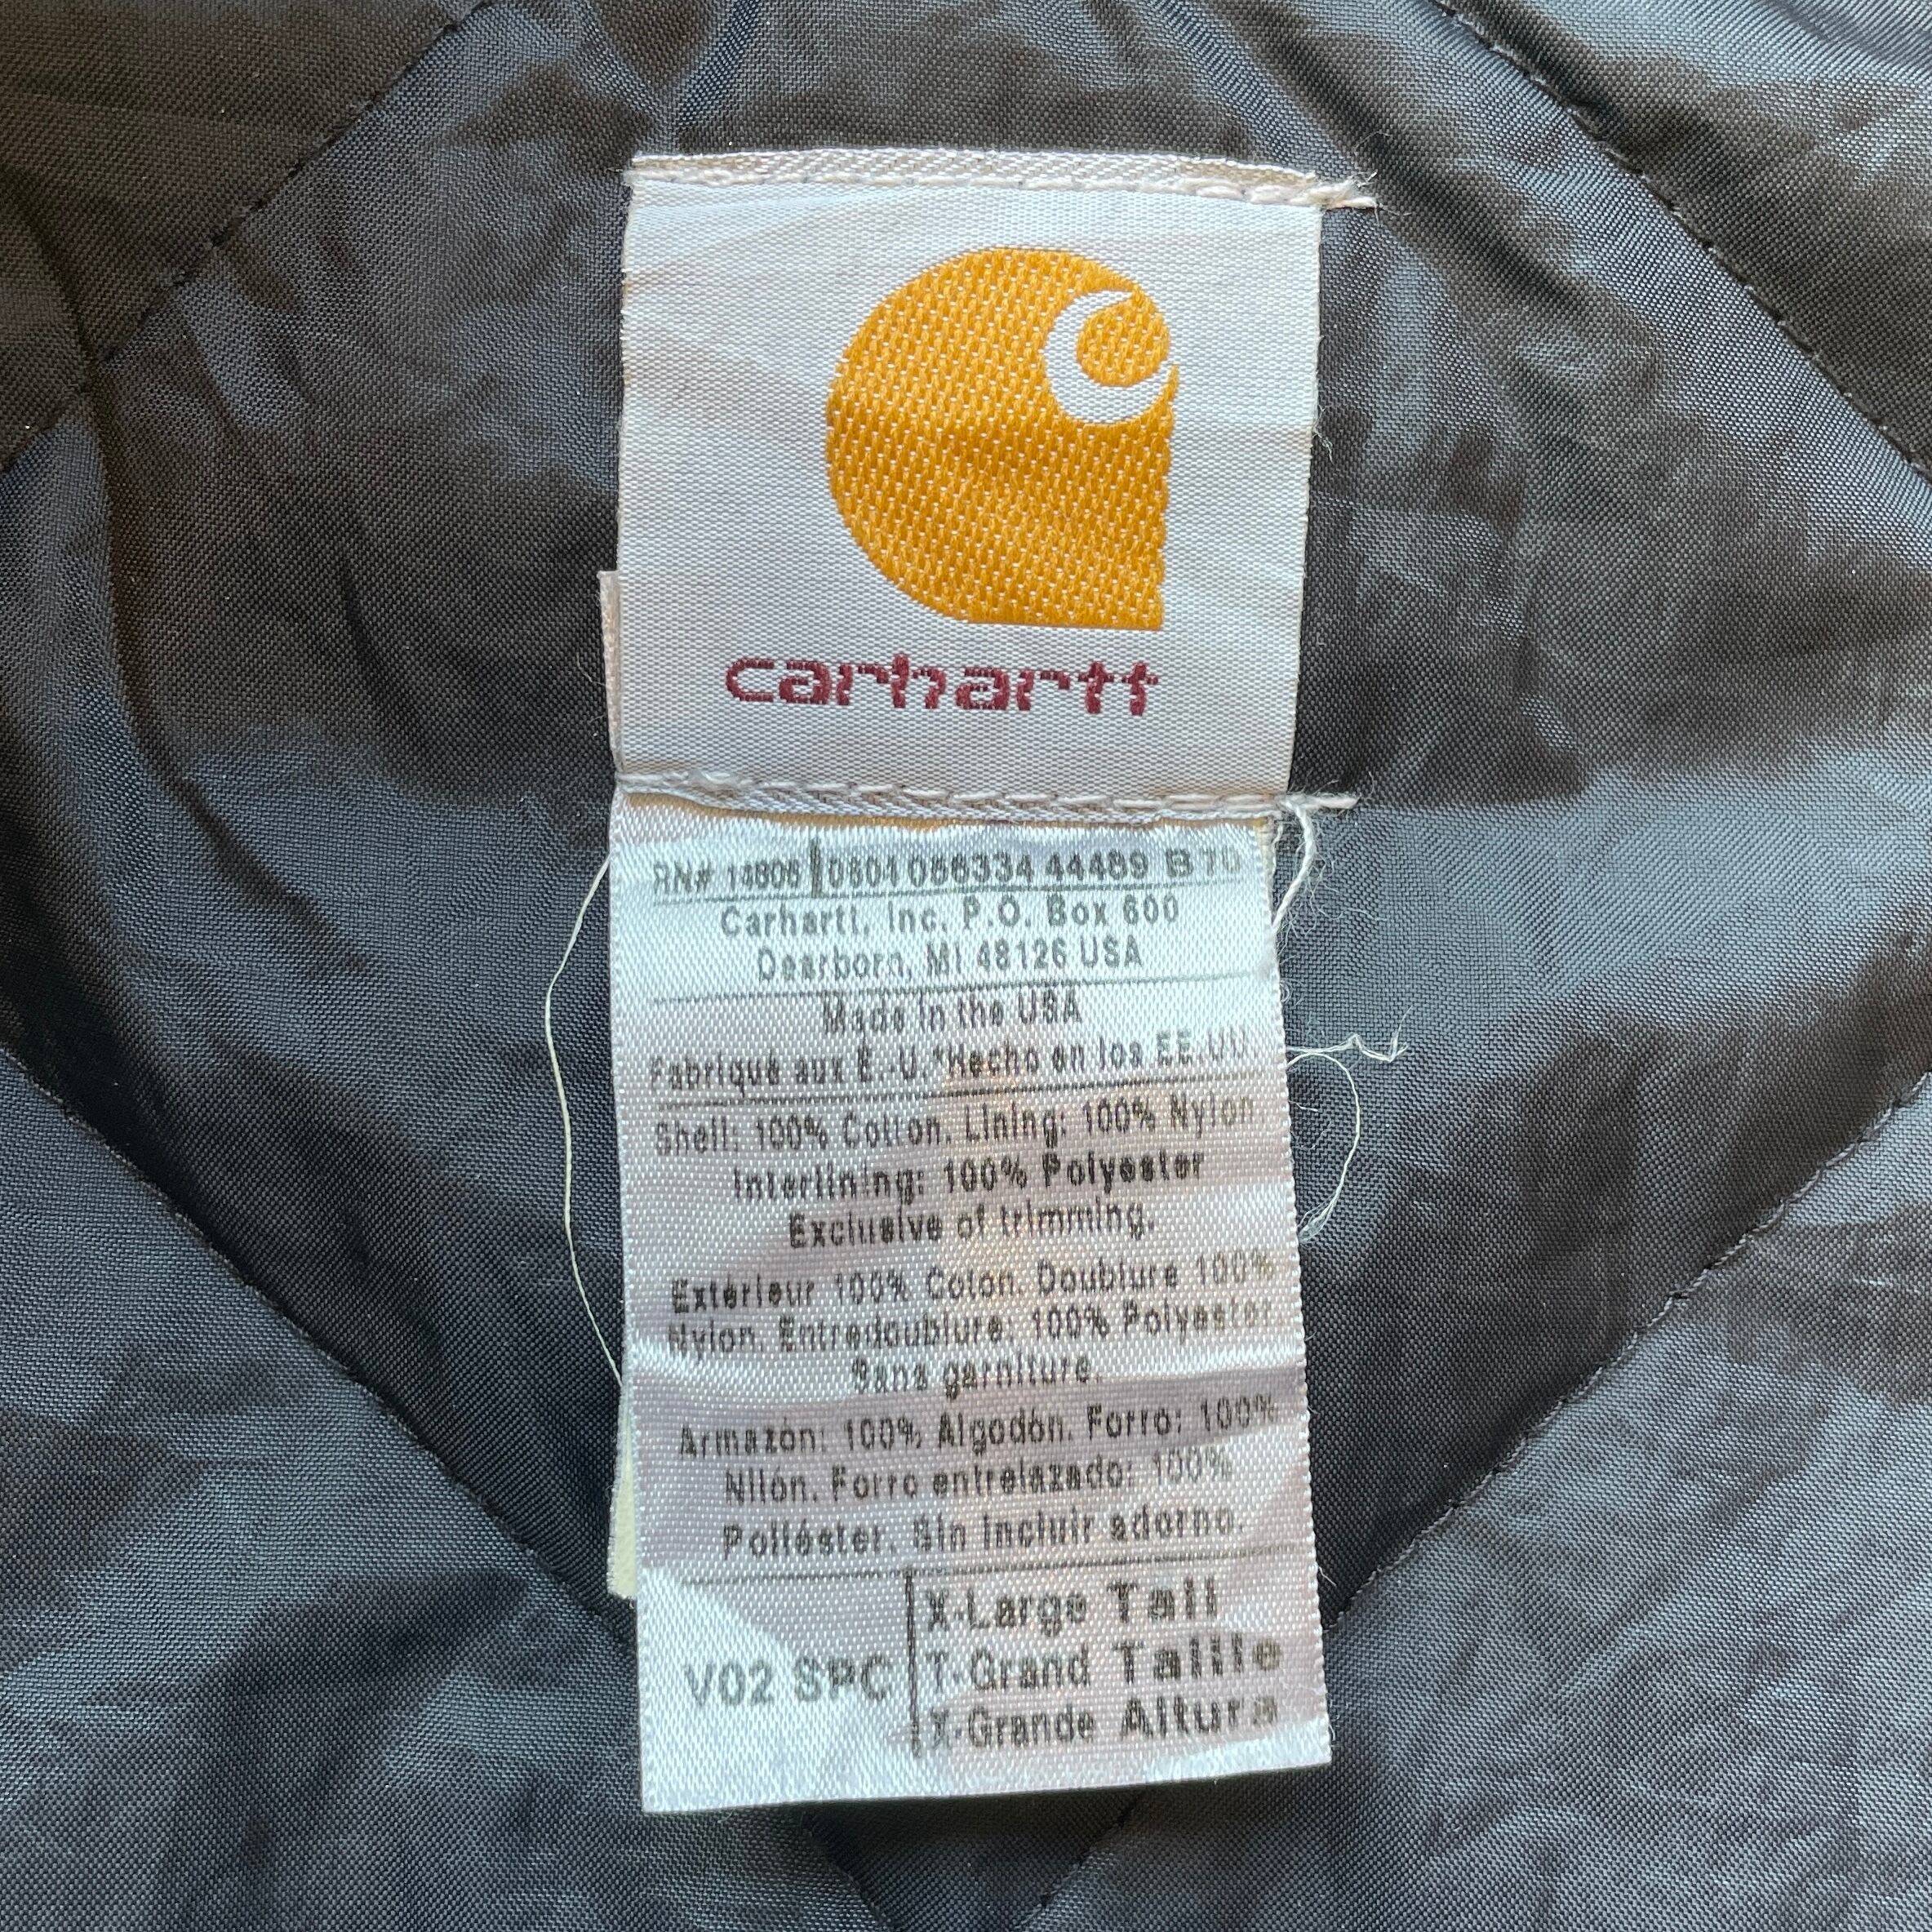 carhartt
RN# 14806 0601056334 44489 B 70
Carhartt, Inc. P.O. Box 600
Dearborn, MI 48126 USA
Made in the USA
Fabriqué aux É.-U. *Hecho en los EE.UU
Shell: 100% Cotton. Lining: 100% Nylon
Interlining: 100% Polyester
Exclusive of trimming.
Extérieur 100% Coton. Doublure 100%
Nylon. Entredoublure: 100% Polyester
Sans garniture.
Armazón: 100% Algodón. Forro: 100%
Nilón. Forro entrelazado: 100%
Poliéster. Sin incluir adorno.
X-Large Tall
V02 SPC T-Grand Taille
X-Grande Altura